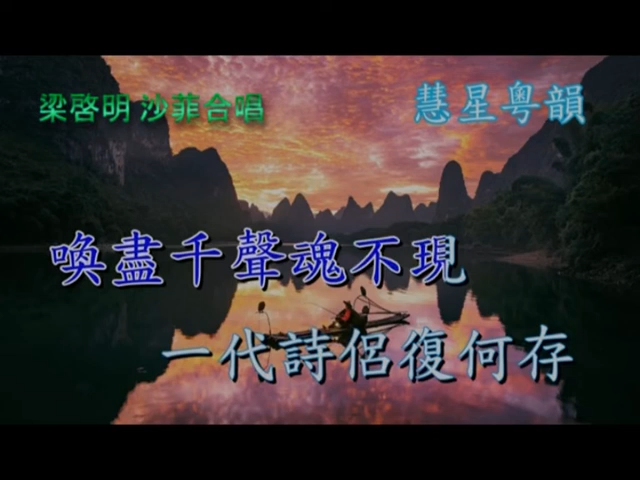 梁啓明 沙菲合唱
慧星粵韻
喚盡千聲魂不現
一代詩侶復何存